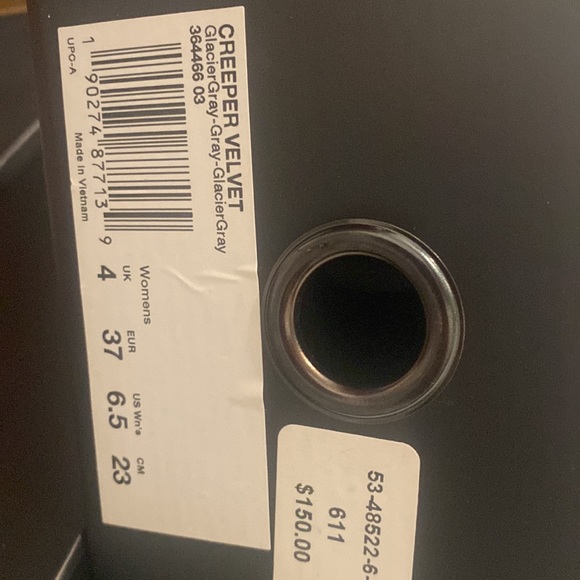 CREEPER VELVET
GlacierGray-Gray-GlacierGray
364466 03
1 90274 87713 9
UPC-A
Made in Vietnam
Womens
UK EUR US Wn's CM
4 37 6.5 23
53-48522-6-
611
$150.00